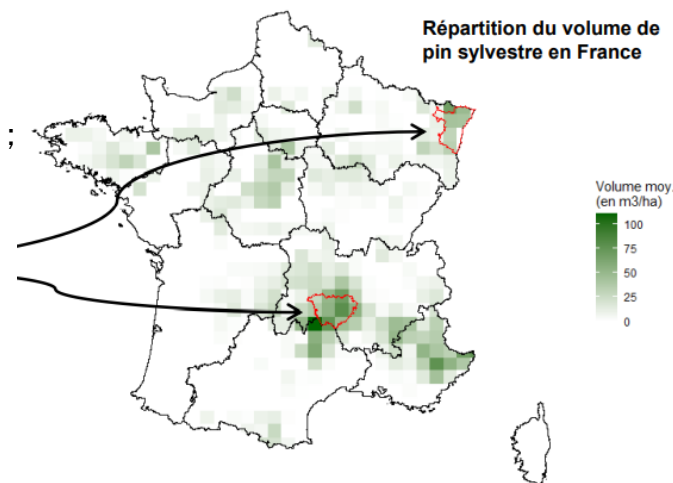 Répartition du volume de
pin sylvestre en France
;
Volume moy.
(en m3/ha)
100
75
50
25
0